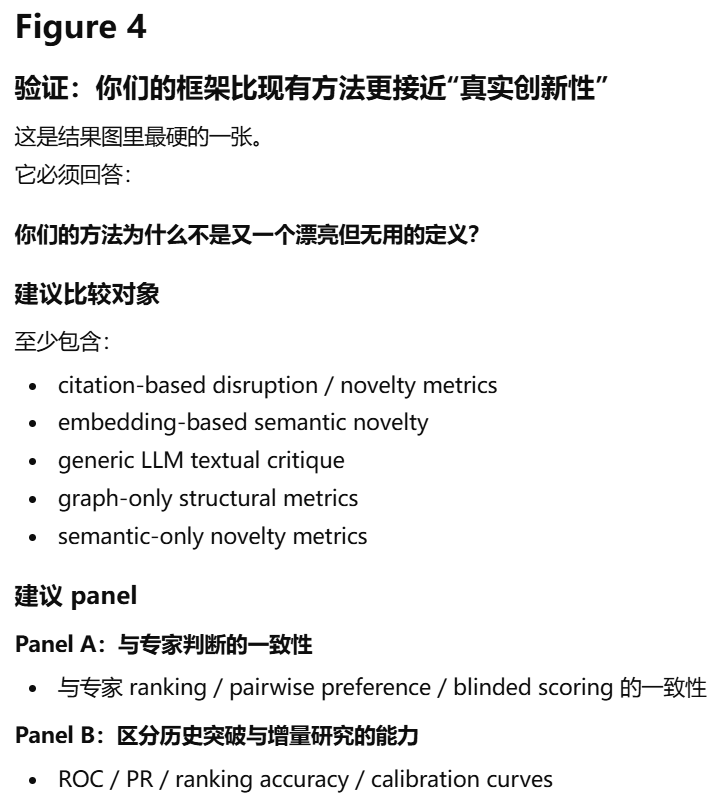 Figure 4
验证：你们的框架比现有方法更接近“真实创新性”
这是结果图里最硬的一张。
它必须回答：
你们的方法为什么不是又一个漂亮但无用的定义？
建议比较对象
至少包含：
• citation-based disruption / novelty metrics
• embedding-based semantic novelty
• generic LLM textual critique
• graph-only structural metrics
• semantic-only novelty metrics
建议 panel
Panel A：与专家判断的一致性
• 与专家 ranking / pairwise preference / blinded scoring 的一致性
Panel B：区分历史突破与增量研究的能力
• ROC / PR / ranking accuracy / calibration curves